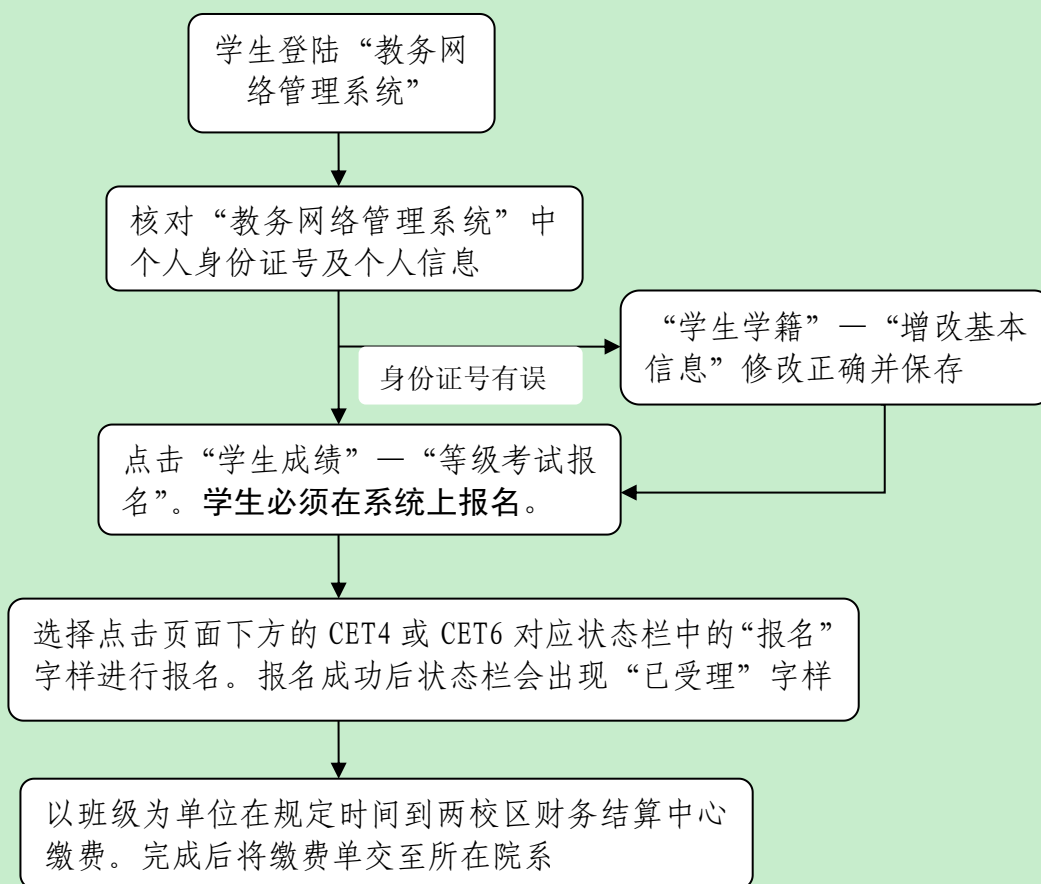 学生登陆“教务网
络管理系统”
核对“教务网络管理系统”中
个人身份证号及个人信息
“学生学籍”—“增改基本
信息”修改正确并保存
身份证号有误
点击“学生成绩”—“等级考试报
名”。学生必须在系统上报名。
选择点击页面下方的 CET4 或 CET6 对应状态栏中的“报名”
字样进行报名。报名成功后状态栏会出现“已受理”字样
以班级为单位在规定时间到两校区财务结算中心
缴费。完成后将缴费单交至所在院系